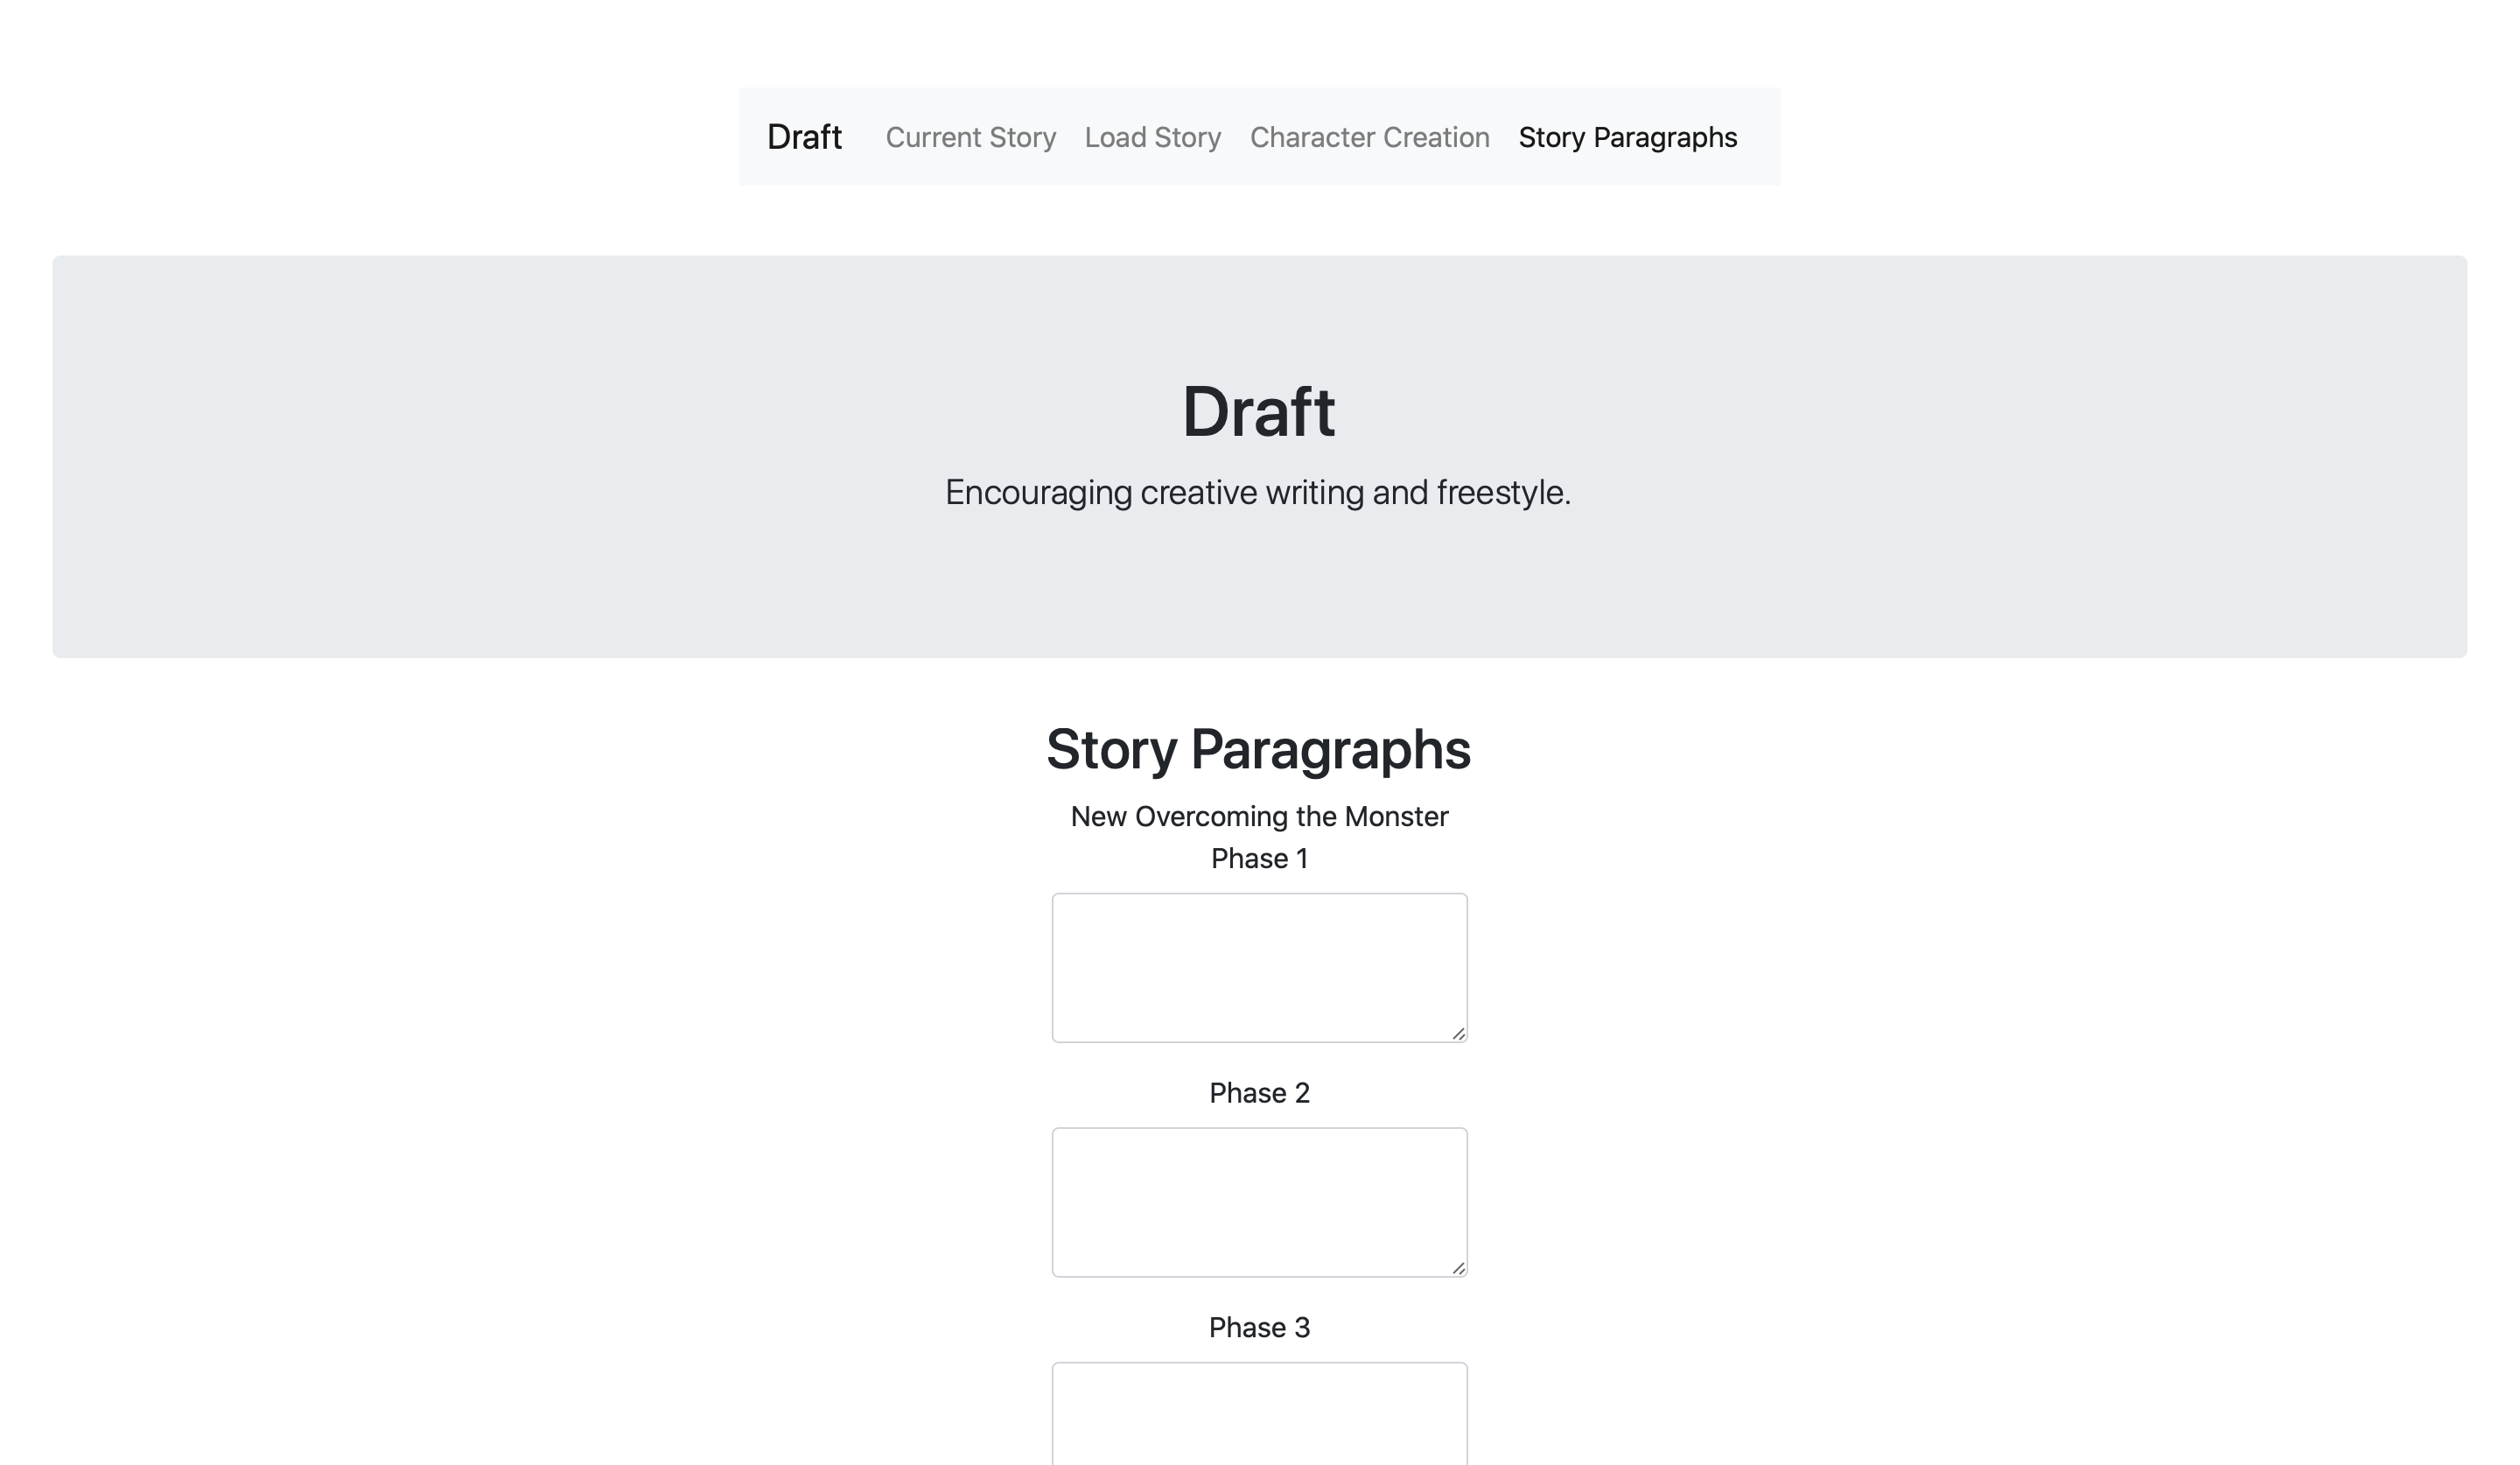 Draft Current Story Load Story Character Creation Story Paragraphs
Draft
Encouraging creative writing and freestyle.
Story Paragraphs
New Overcoming the Monster
Phase 1
Phase 2
Phase 3